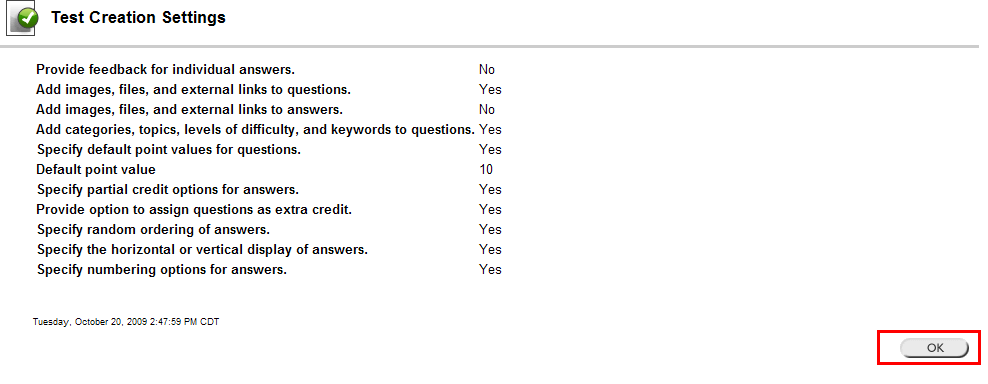 Test Creation Settings
Provide feedback for individual answers. No
Add images, files, and external links to questions. Yes
Add images, files, and external links to answers. No
Add categories, topics, levels of difficulty, and keywords to questions. Yes
Specify default point values for questions. Yes
Default point value 10
Specify partial credit options for answers. Yes
Provide option to assign questions as extra credit. Yes
Specify random ordering of answers. Yes
Specify the horizontal or vertical display of answers. Yes
Specify numbering options for answers. Yes
Tuesday, October 20, 2009 2:47:59 PM CDT
OK